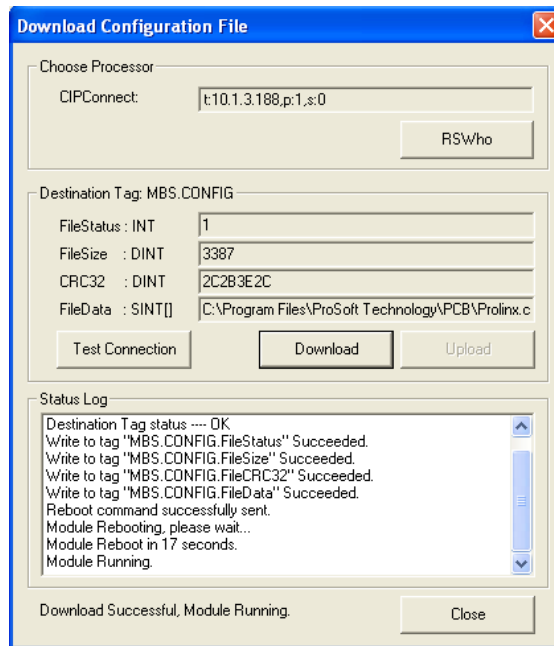 Download Configuration File
Choose Processor
CIPConnect: t:10.1.3.188,p:1,s:0
RSWho
Destination Tag: MBS.CONFIG
FileStatus : INT 1
FileSize : DINT 3387
CRC32 : DINT 2C2B3E2C
FileData : SINT[] C:\Program Files\ProSoft Technology\PCB\Prolinx.c
Test Connection Download Upload
Status Log
Destination Tag status ---- OK
Write to tag "MBS.CONFIG.FileStatus" Succeeded.
Write to tag "MBS.CONFIG.FileSize" Succeeded.
Write to tag "MBS.CONFIG.FileCRC32" Succeeded.
Write to tag "MBS.CONFIG.FileData" Succeeded.
Reboot command successfully sent.
Module Rebooting, please wait...
Module Reboot in 17 seconds.
Module Running.
Download Successful, Module Running. Close